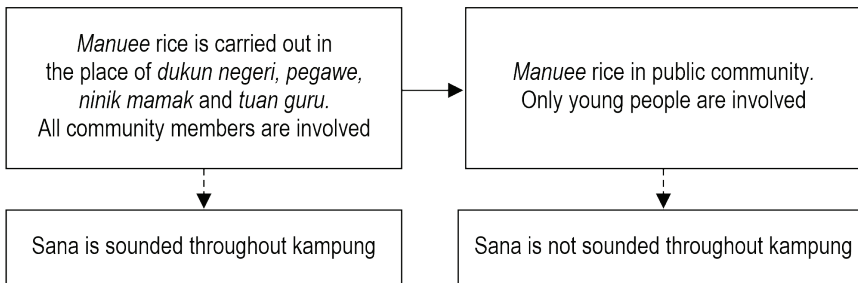 Manuee rice is carried out in
the place of dukun negeri, pegawe,
ninik mamak and tuan guru.
All community members are involved
Manuee rice in public community.
Only young people are involved
Sana is sounded throughout kampung
Sana is not sounded throughout kampung